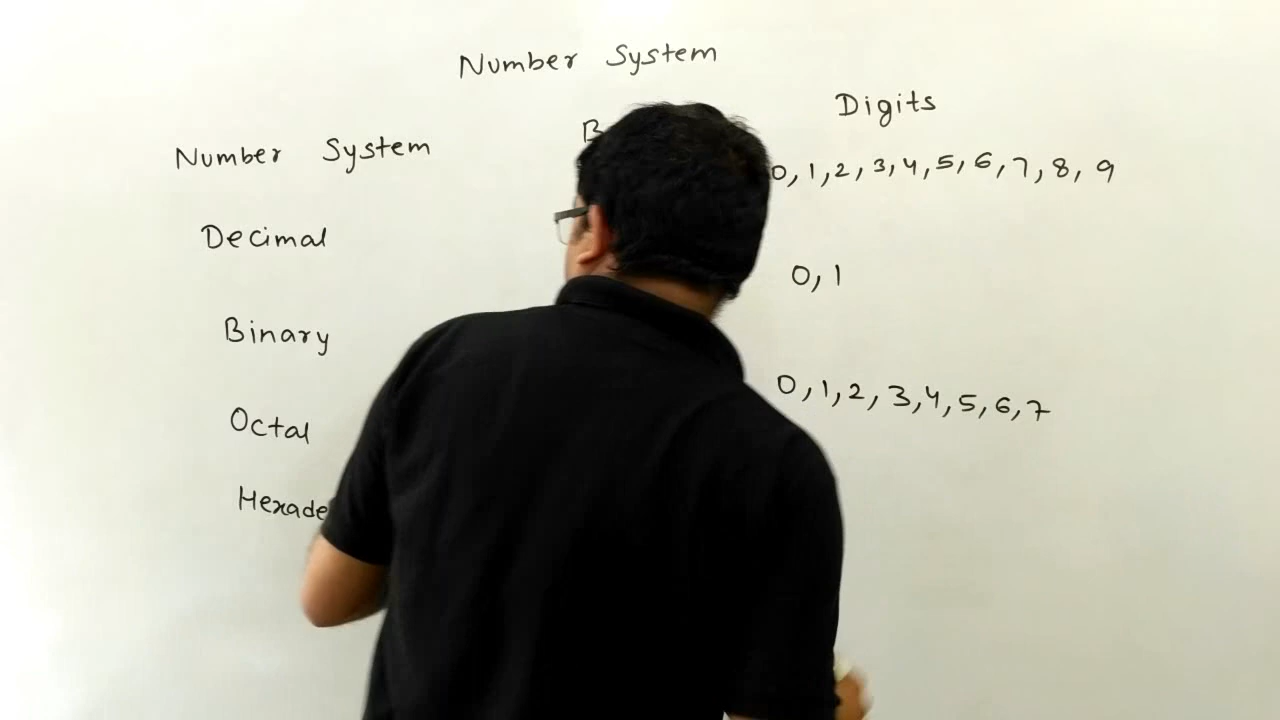 Number System
Number System Digits
0, 1, 2, 3, 4, 5, 6, 7, 8, 9
Decimal
0, 1
Binary
0, 1, 2, 3, 4, 5, 6, 7
Octal